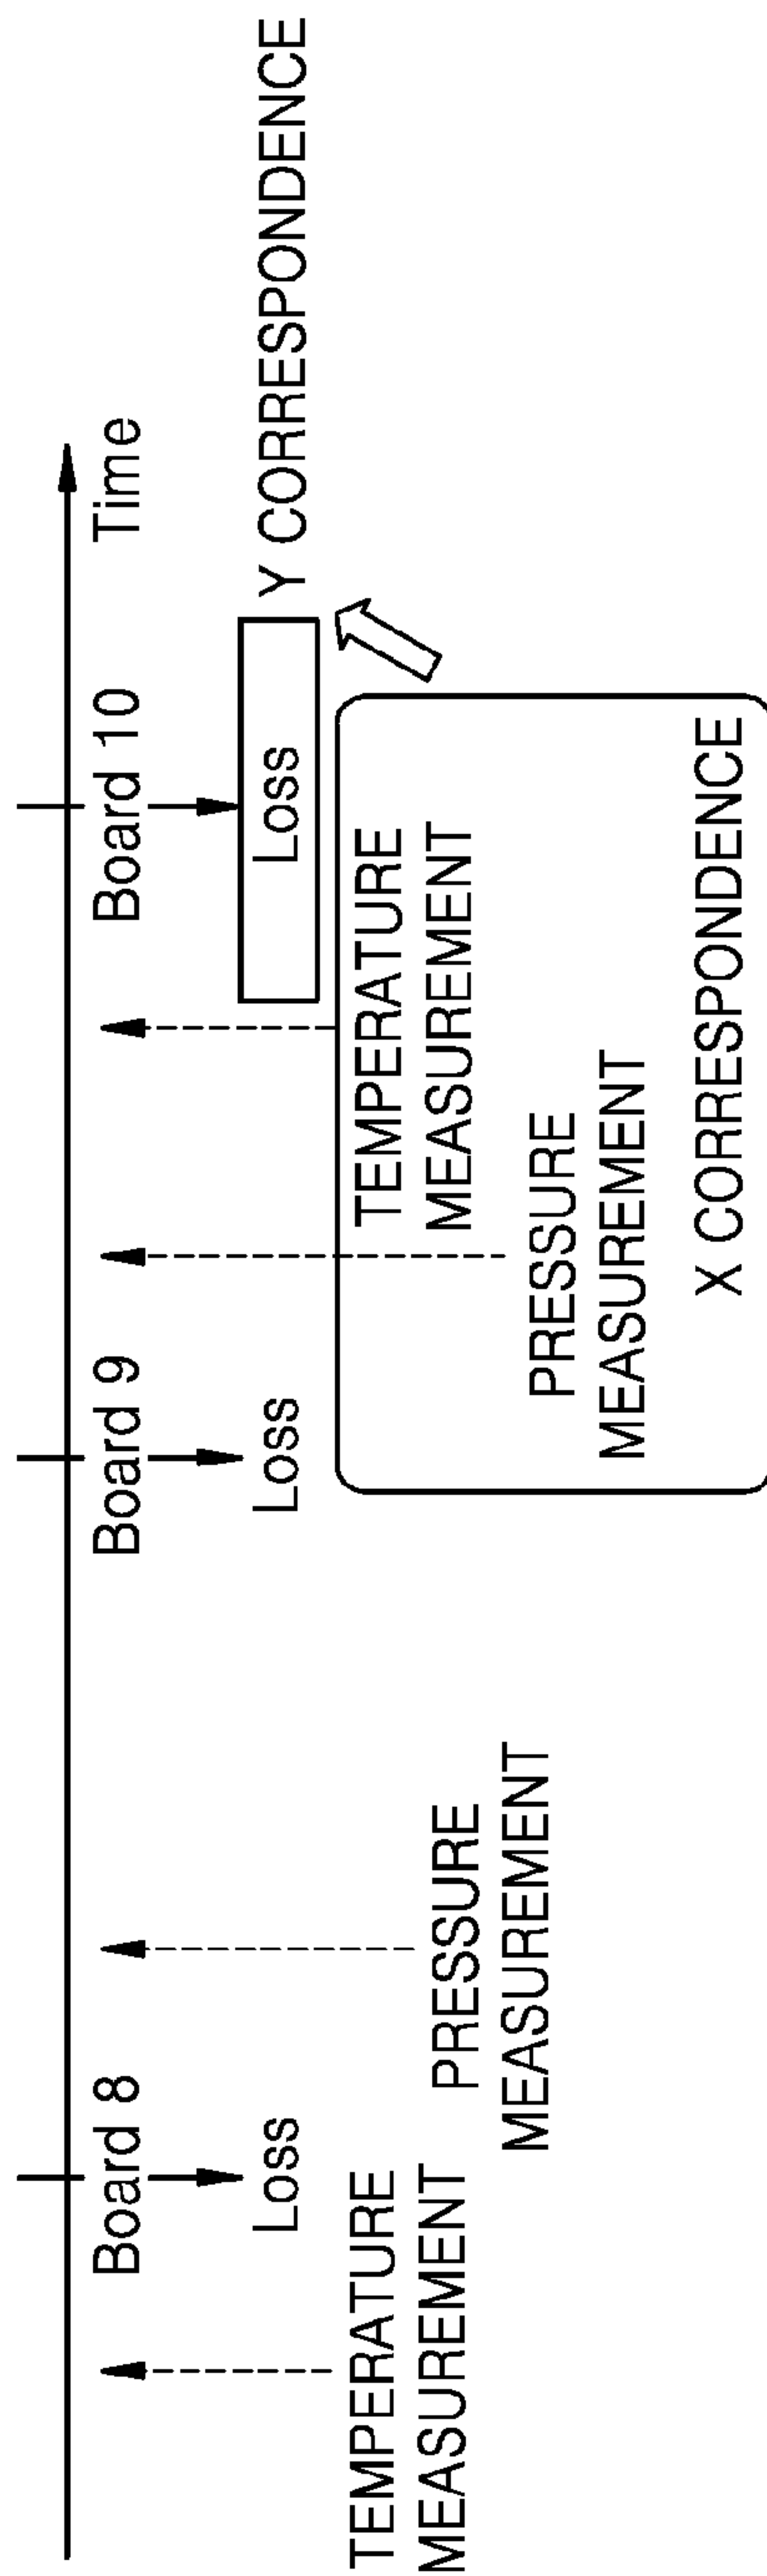 Time
Board 8
Board 9
Board 10
Loss
Loss
Loss
Y CORRESPONDENCE
TEMPERATURE
MEASUREMENT
PRESSURE
MEASUREMENT
TEMPERATURE
MEASUREMENT
PRESSURE
MEASUREMENT
X CORRESPONDENCE